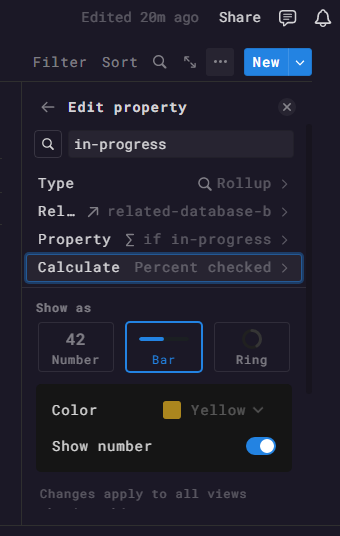 Edited 20m ago Share
Filter Sort New
Edit property
in-progress
Type Rollup
Rel… related-database-b
Property if in-progress
Calculate Percent checked
Show as
42
Number Bar Ring
Color Yellow
Show number
Changes apply to all views